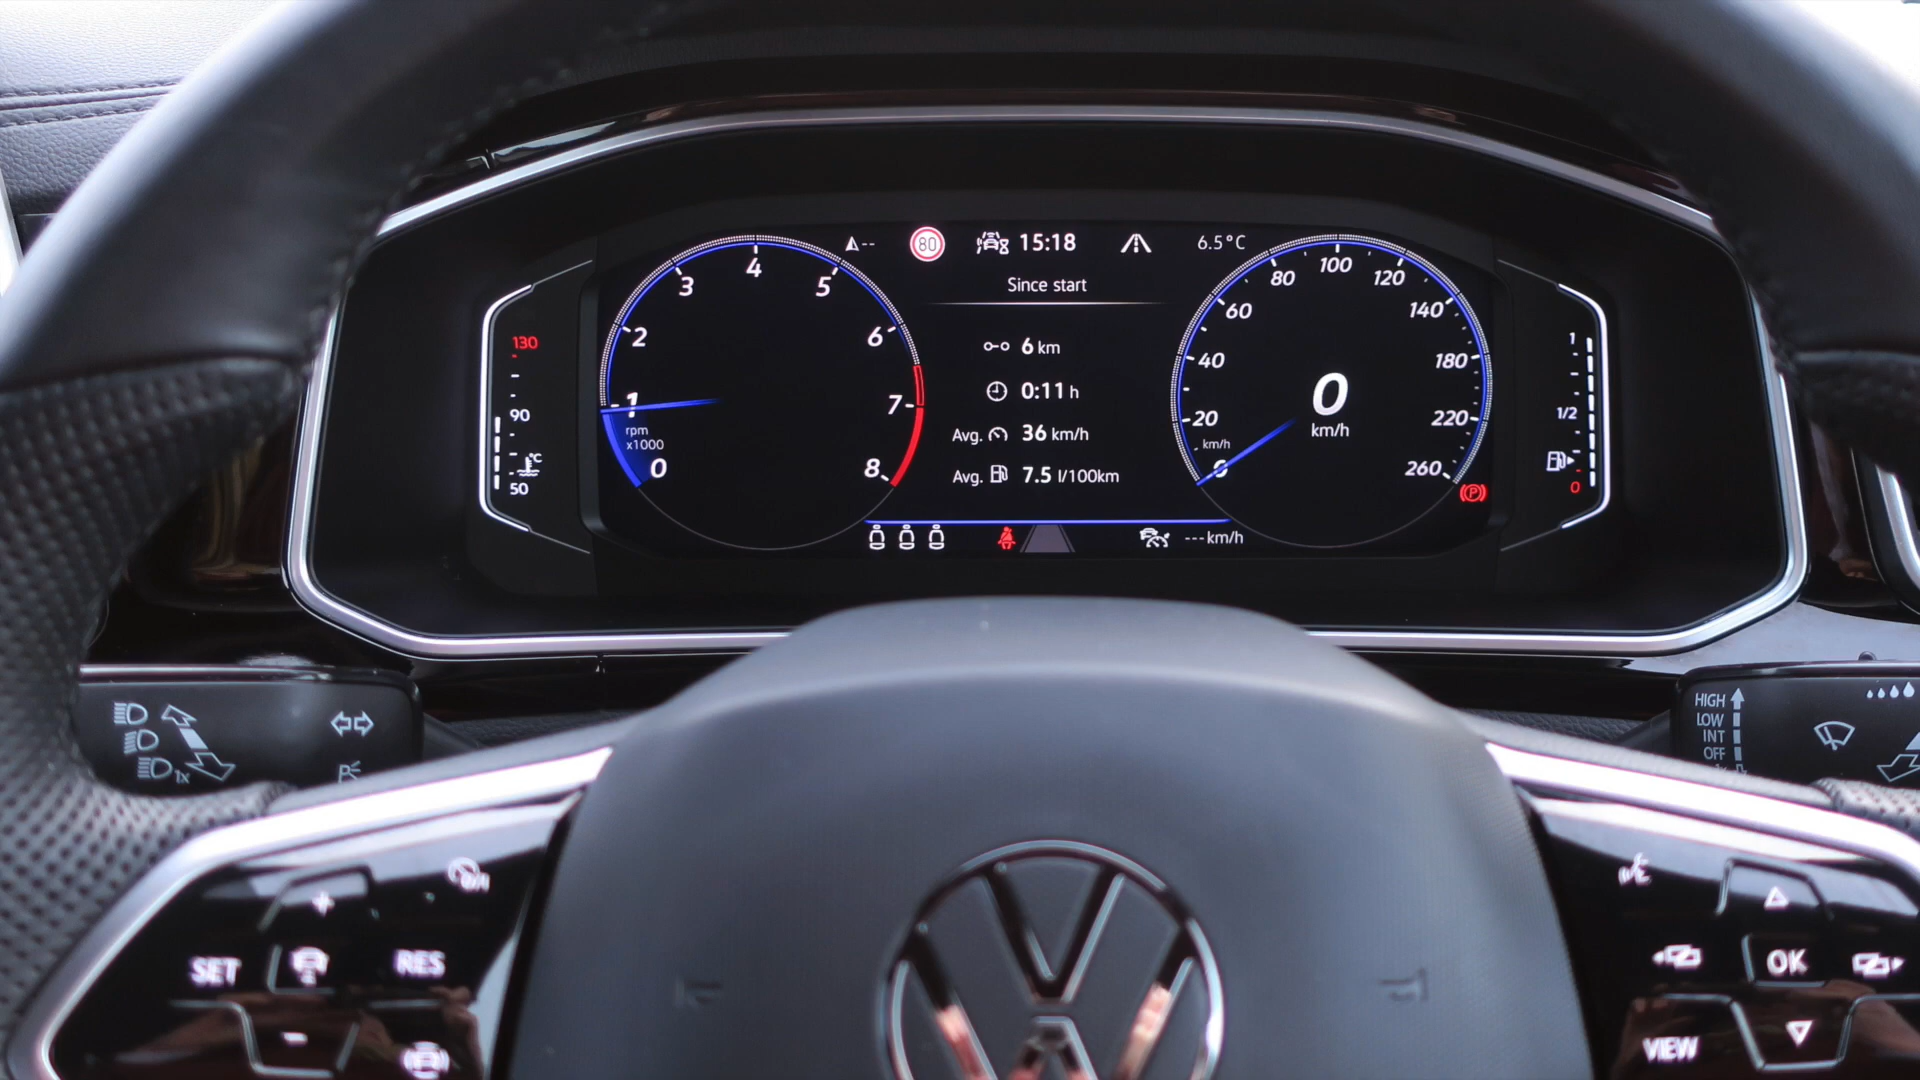 -- 80 15:18 6.5°C
Since start
6 km
0:11 h
Avg. 36 km/h
Avg. 7.5 l/100km
--- km/h
130
90
°C
50
0
1
2
3
4
5
6
7
8
rpm
x1000
0
20
40
60
80
100
120
140
180
220
260
km/h
0
km/h
(P)
1
1/2
0
1x
HIGH
LOW
INT
OFF
1x
+
SET
RES
-
OK
VIEW